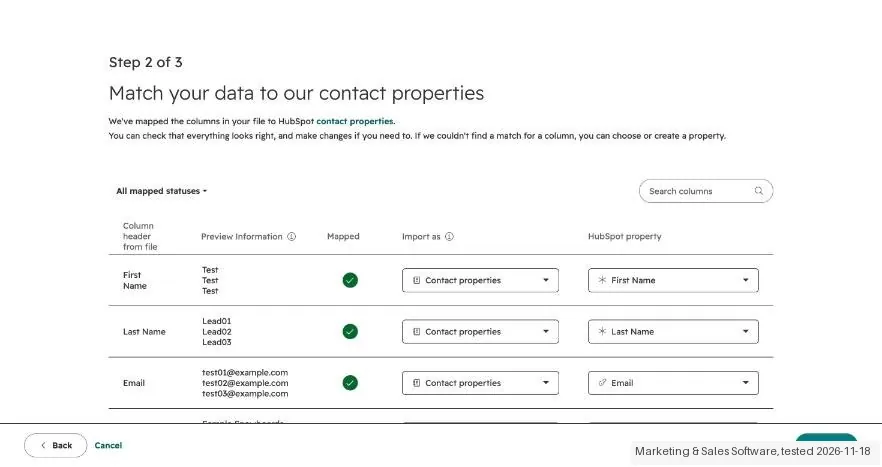 Step 2 of 3
Match your data to our contact properties
We've mapped the columns in your file to HubSpot contact properties.
You can check that everything looks right, and make changes if you need to. If we couldn't find a match for a column, you can choose or create a property.
All mapped statuses
Search columns
Column
header
from file
Preview Information
Mapped
Import as
HubSpot property
First
Name
Test
Test
Test
Contact properties
First Name
Last Name
Lead01
Lead02
Lead03
Contact properties
Last Name
Email
test01@example.com
test02@example.com
test03@example.com
Contact properties
Email
Back
Cancel
Marketing & Sales Software, tested 2026-11-18